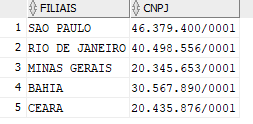 FILIAIS CNPJ
1 SAO PAULO 46.379.400/0001
2 RIO DE JANEIRO 40.498.556/0001
3 MINAS GERAIS 20.345.653/0001
4 BAHIA 30.567.890/0001
5 CEARA 20.435.876/0001